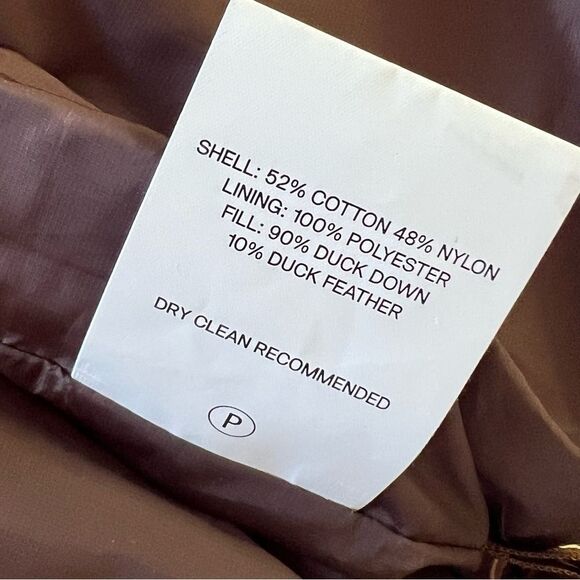 SHELL: 52% COTTON 48% NYLON
LINING: 100% POLYESTER
FILL: 90% DUCK DOWN
10% DUCK FEATHER
DRY CLEAN RECOMMENDED
P